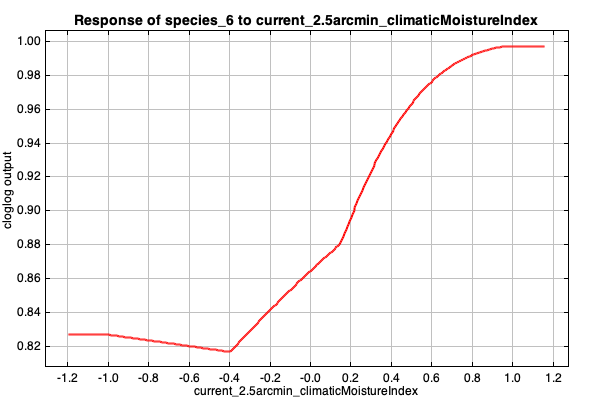 Response of species_6 to current_2.5arcmin_climaticMoistureIndex
1.00
0.98
0.96
0.94
0.92
0.90
0.88
0.86
0.84
0.82
cloglog output
-1.2 -1.0 -0.8 -0.6 -0.4 -0.2 -0.0 0.2 0.4 0.6 0.8 1.0 1.2
current_2.5arcmin_climaticMoistureIndex